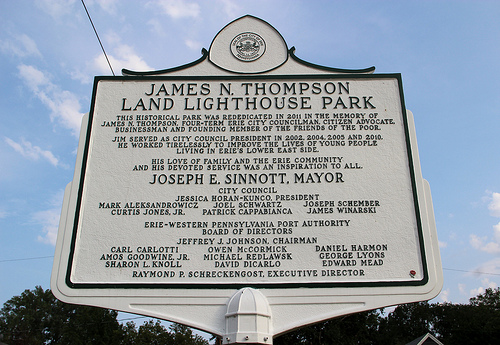 JAMES N. THOMPSON
LAND LIGHTHOUSE PARK
THIS HISTORICAL PARK WAS REDEDICATED IN 2011 IN THE MEMORY OF
JAMES N. THOMPSON, FOUR-TERM ERIE CITY COUNCILMAN, CITIZEN ADVOCATE,
BUSINESSMAN AND FOUNDING MEMBER OF THE FRIENDS OF THE POOR.
JIM SERVED AS CITY COUNCIL PRESIDENT IN 2002, 2004, 2005 AND 2010.
HE WORKED TIRELESSLY TO IMPROVE THE LIVES OF YOUNG PEOPLE
LIVING IN ERIE'S LOWER EAST SIDE.
HIS LOVE OF FAMILY AND THE ERIE COMMUNITY
AND HIS DEVOTED SERVICE WAS AN INSPIRATION TO ALL.
JOSEPH E. SINNOTT, MAYOR
CITY COUNCIL
JESSICA HORAN-KUNCO, PRESIDENT
MARK ALEKSANDROWICZ JOEL SCHWARTZ JOSEPH SCHEMBER
CURTIS JONES, JR. PATRICK CAPPABIANCA JAMES WINARSKI
ERIE-WESTERN PENNSYLVANIA PORT AUTHORITY
BOARD OF DIRECTORS
JEFFREY J. JOHNSON, CHAIRMAN
CARL CARLOTTI OWEN McCORMICK DANIEL HARMON
AMOS GOODWINE, JR. MICHAEL REDLAWSK GEORGE LYONS
SHARON L. KNOLL DAVID DICARLO EDWARD MEAD
RAYMOND P. SCHRECKENGOST, EXECUTIVE DIRECTOR